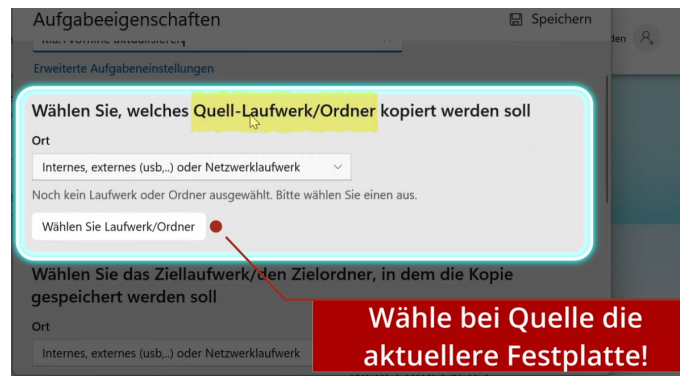 Aufgabeeigenschaften
Speichern
Erweiterte Aufgabeneinstellungen
Wählen Sie, welches Quell-Laufwerk/Ordner kopiert werden soll
Ort
Internes, externes (usb,..) oder Netzwerklaufwerk
Noch kein Laufwerk oder Ordner ausgewählt. Bitte wählen Sie einen aus.
Wählen Sie Laufwerk/Ordner
Wählen Sie das Ziellaufwerk/den Zielordner, in dem die Kopie
gespeichert werden soll
Ort
Internes, externes (usb,..) oder Netzwerklaufwerk
Wähle bei Quelle die
aktuellere Festplatte!